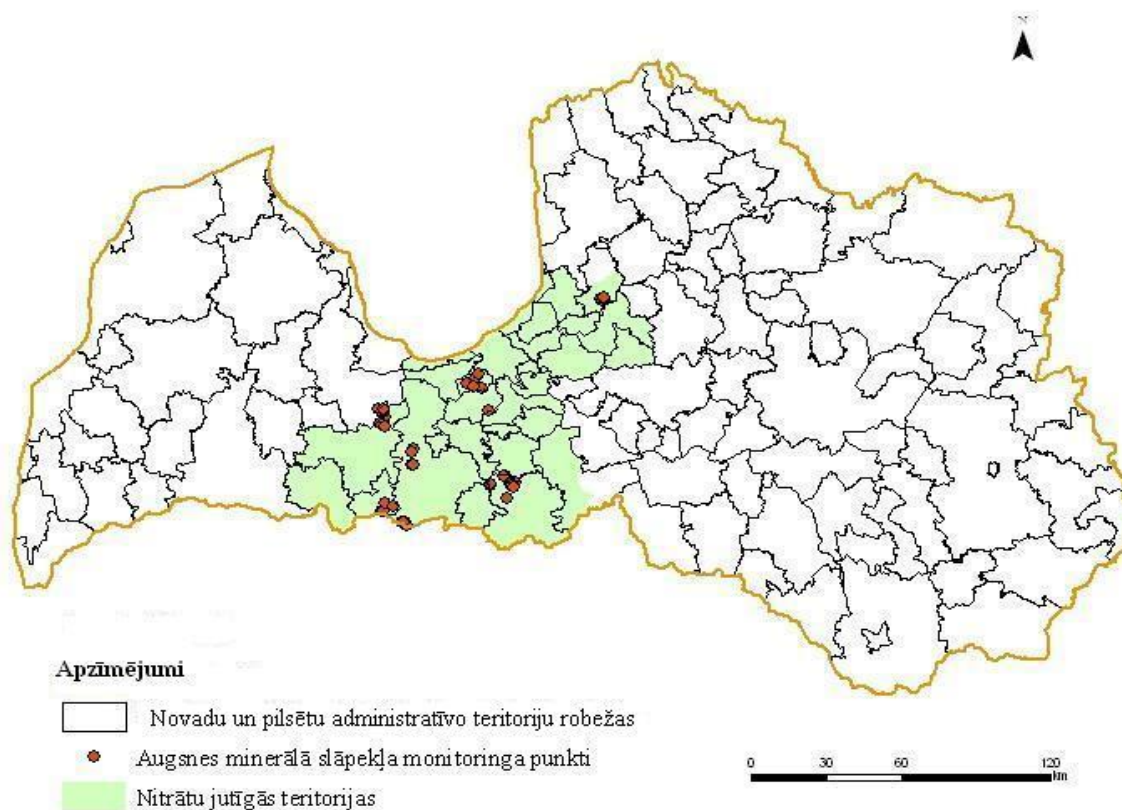 N
Apzīmējumi
Novadu un pilsētu administratīvo teritoriju robežas
Augsnes minerālā slāpekļa monitoringa punkti
Nitrātu jutīgās teritorijas
0 30 60 120
km